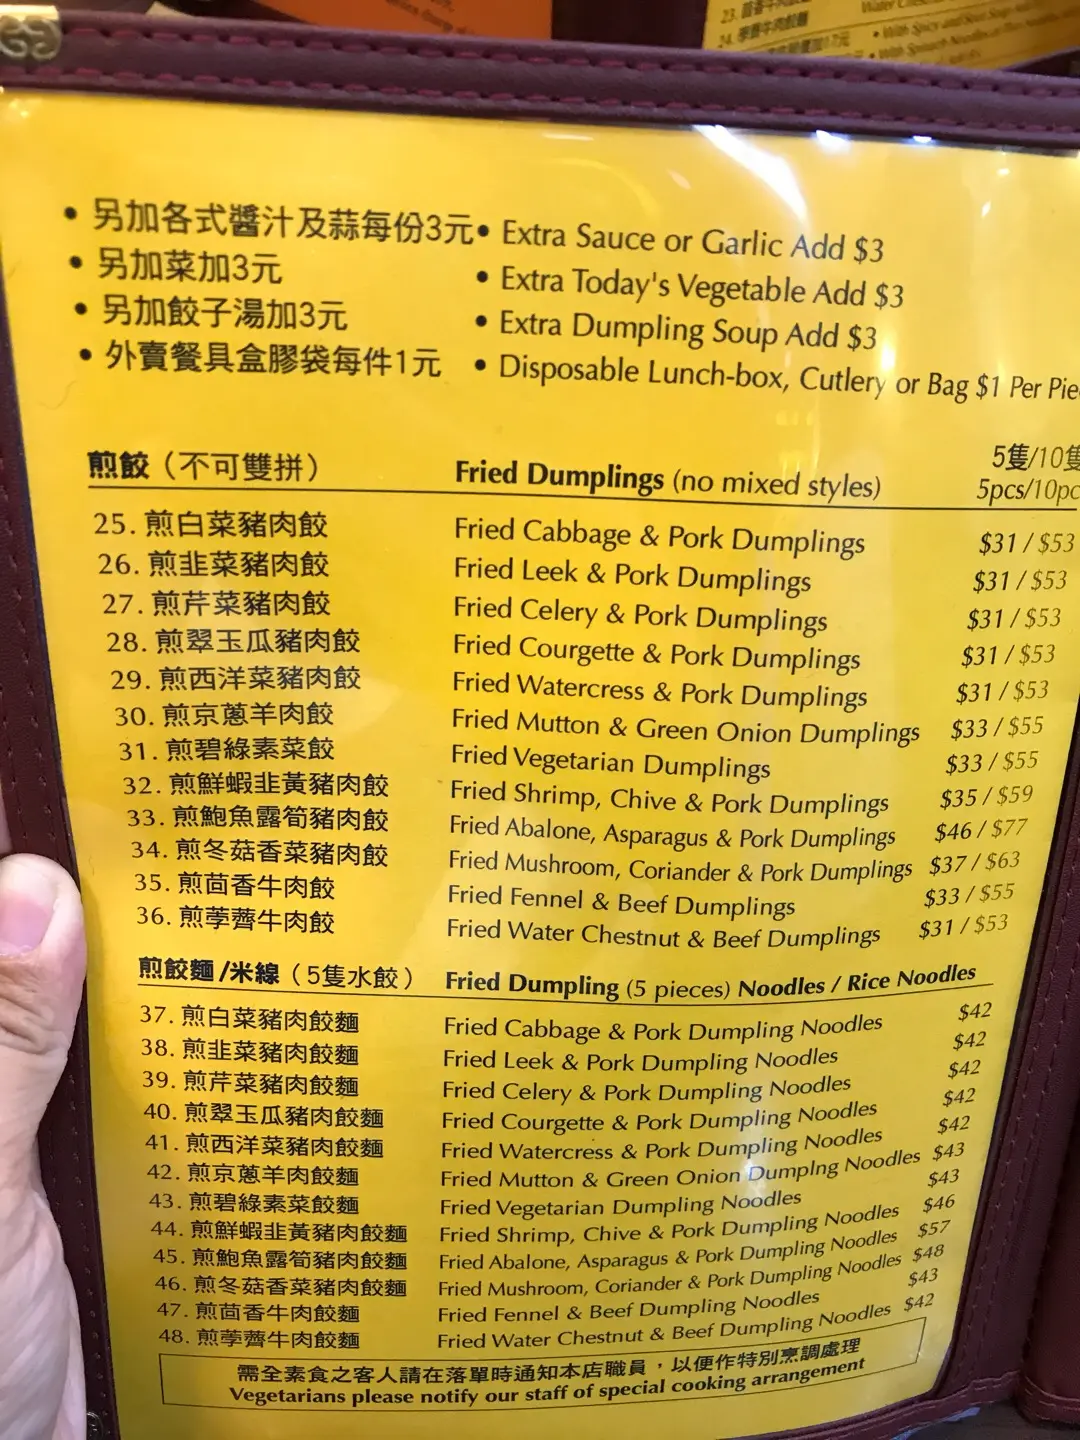 23. 茴香牛肉餃麵
24. 荸薺牛肉餃麵
• With Spicy and Sour Soup
• With Spinach Noodles
• 另加各式醬汁及蒜每份3元 • Extra Sauce or Garlic Add $3
• 另加菜加3元 • Extra Today's Vegetable Add $3
• 另加餃子湯加3元 • Extra Dumpling Soup Add $3
• 外賣餐具盒膠袋每件1元 • Disposable Lunch-box, Cutlery or Bag $1 Per Pie
煎餃（不可雙拼） Fried Dumplings (no mixed styles) 5隻/10隻
5pcs/10pc
25. 煎白菜豬肉餃 Fried Cabbage & Pork Dumplings $31 / $53
26. 煎韭菜豬肉餃 Fried Leek & Pork Dumplings $31 / $53
27. 煎芹菜豬肉餃 Fried Celery & Pork Dumplings $31 / $53
28. 煎翠玉瓜豬肉餃 Fried Courgette & Pork Dumplings $31 / $53
29. 煎西洋菜豬肉餃 Fried Watercress & Pork Dumplings $31 / $53
30. 煎京蔥羊肉餃 Fried Mutton & Green Onion Dumplings $33 / $55
31. 煎碧綠素菜餃 Fried Vegetarian Dumplings $33 / $55
32. 煎鮮蝦韭黃豬肉餃 Fried Shrimp, Chive & Pork Dumplings $35 / $59
33. 煎鮑魚露筍豬肉餃 Fried Abalone, Asparagus & Pork Dumplings $46 / $77
34. 煎冬菇香菜豬肉餃 Fried Mushroom, Coriander & Pork Dumplings $37 / $63
35. 煎茴香牛肉餃 Fried Fennel & Beef Dumplings $33 / $55
36. 煎荸薺牛肉餃 Fried Water Chestnut & Beef Dumplings $31 / $53
煎餃麵/米線（5隻水餃） Fried Dumpling (5 pieces) Noodles / Rice Noodles
37. 煎白菜豬肉餃麵 Fried Cabbage & Pork Dumpling Noodles $42
38. 煎韭菜豬肉餃麵 Fried Leek & Pork Dumpling Noodles $42
39. 煎芹菜豬肉餃麵 Fried Celery & Pork Dumpling Noodles $42
40. 煎翠玉瓜豬肉餃麵 Fried Courgette & Pork Dumpling Noodles $42
41. 煎西洋菜豬肉餃麵 Fried Watercress & Pork Dumpling Noodles $42
42. 煎京蔥羊肉餃麵 Fried Mutton & Green Onion Dumplng Noodles $43
43. 煎碧綠素菜餃麵 Fried Vegetarian Dumpling Noodles $43
44. 煎鮮蝦韭黃豬肉餃麵 Fried Shrimp, Chive & Pork Dumpling Noodles $46
45. 煎鮑魚露筍豬肉餃麵 Fried Abalone, Asparagus & Pork Dumpling Noodles $57
46. 煎冬菇香菜豬肉餃麵 Fried Mushroom, Coriander & Pork Dumpling Noodles $48
47. 煎茴香牛肉餃麵 Fried Fennel & Beef Dumpling Noodles $43
48. 煎荸薺牛肉餃麵 Fried Water Chestnut & Beef Dumpling Noodles $42
需全素食之客人請在落單時通知本店職員，以便作特別烹調處理
Vegetarians please notify our staff of special cooking arrangement